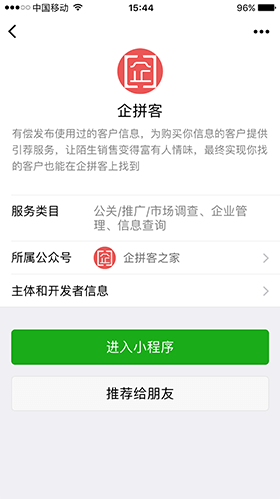 中国移动 15:44 96%
企
企拼客
有偿发布使用过的客户信息，为购买你信息的客户提供
引荐服务，让陌生销售变得富有人情味，最终实现你找
的客户也能在企拼客上找到
服务类目 公关/推广/市场调查、企业管
理、信息查询
所属公众号 企 企拼客之家
主体和开发者信息
进入小程序
推荐给朋友